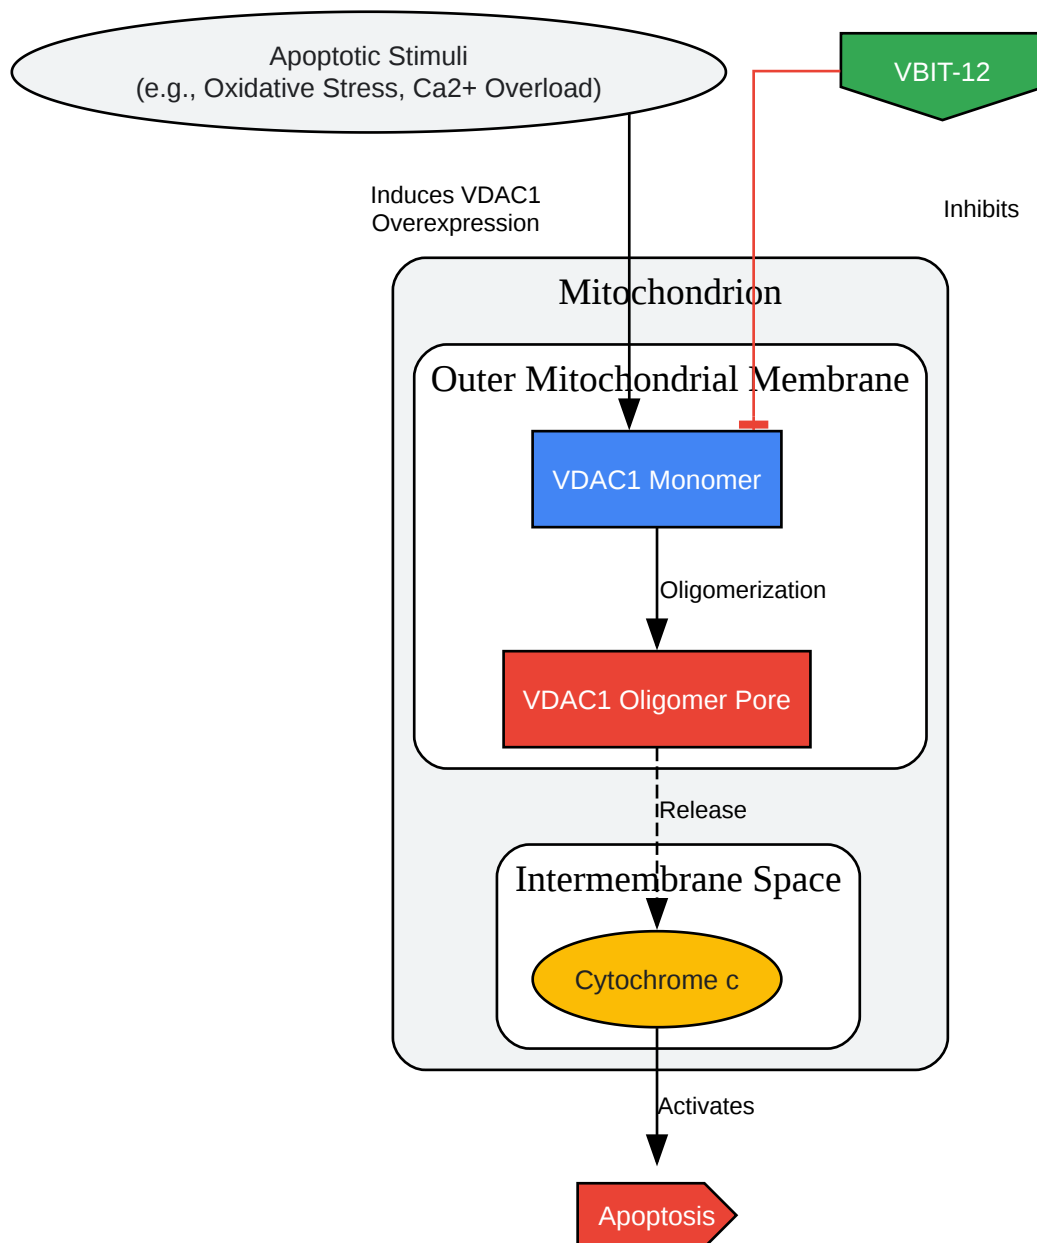 Apoptotic Stimuli
(e.g., Oxidative Stress, Ca2+ Overload)
VBIT-12
Induces VDAC1
Overexpression
Inhibits
Mitochondrion
Outer Mitochondrial Membrane
VDAC1 Monomer
Oligomerization
VDAC1 Oligomer Pore
Release
Intermembrane Space
Cytochrome c
Activates
Apoptosis